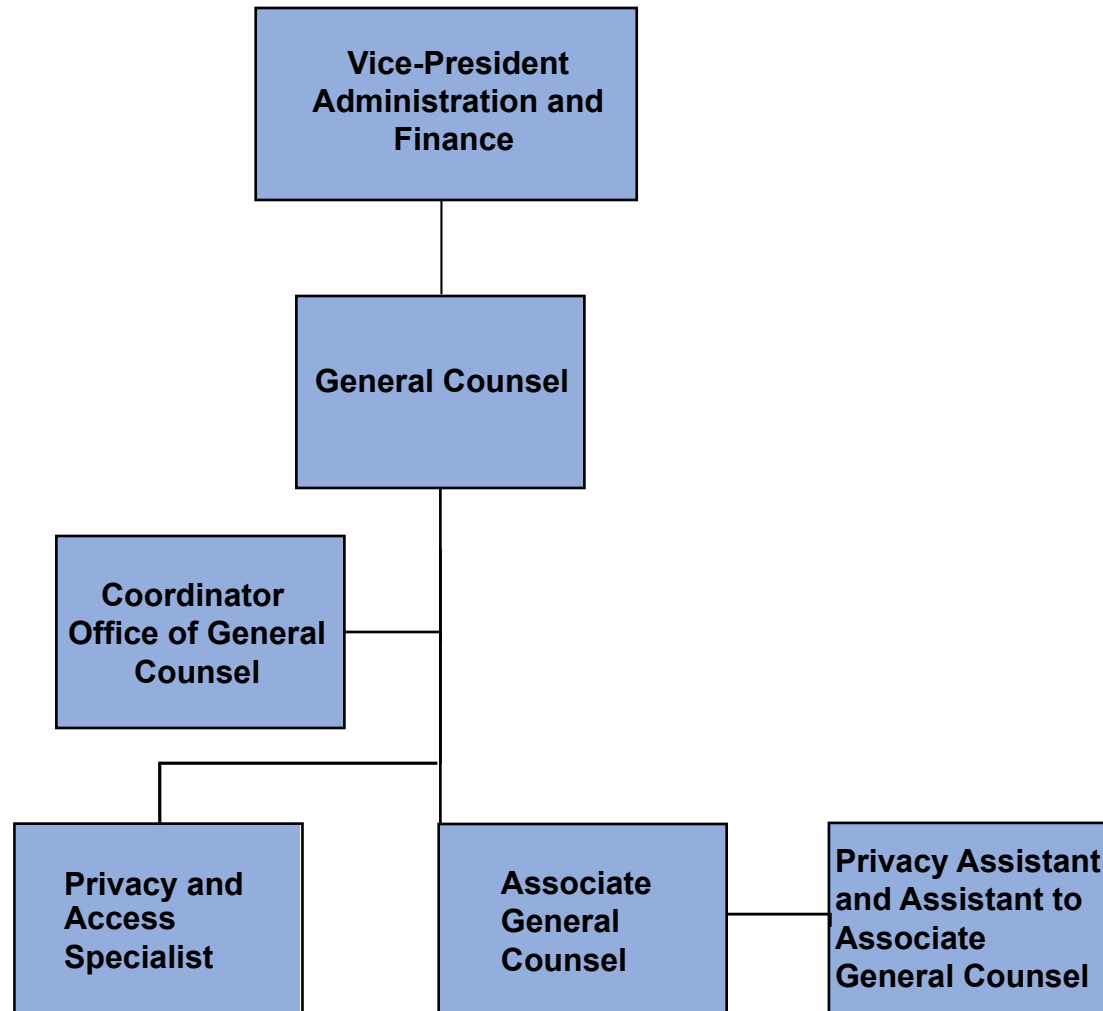 Vice-President
Administration and
Finance
General Counsel
Coordinator
Office of General
Counsel
Privacy and
Access
Specialist
Associate
General
Counsel
Privacy Assistant
and Assistant to
Associate
General Counsel